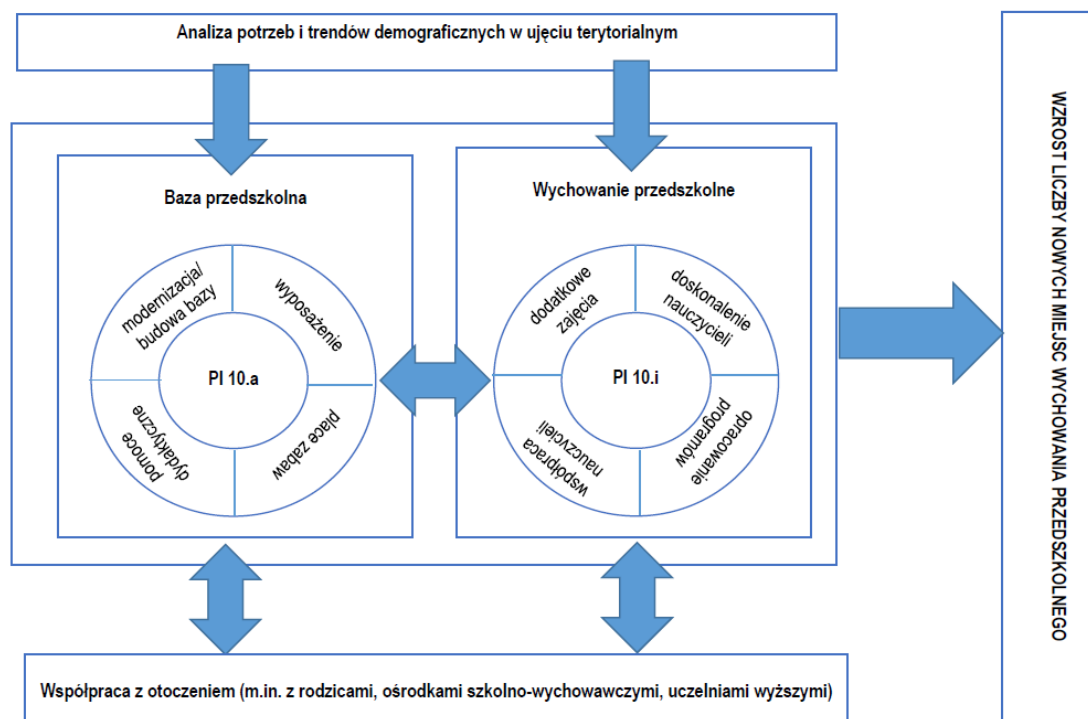 Analiza potrzeb i trendów demograficznych w ujęciu terytorialnym
Baza przedszkolna
modernizacja/
budowa bazy
wyposażenie
PI 10.a
pomoce
dydaktyczne
place zabaw
Wychowanie przedszkolne
dodatkowe
zajęcia
doskonalenie
nauczycieli
PI 10.i
współpraca
nauczycieli
opracowanie
programów
WZROST LICZBY NOWYCH MIEJSC WYCHOWANIA PRZEDSZKOLNEGO
Współpraca z otoczeniem (m.in. z rodzicami, ośrodkami szkolno-wychowawczymi, uczelniami wyższymi)